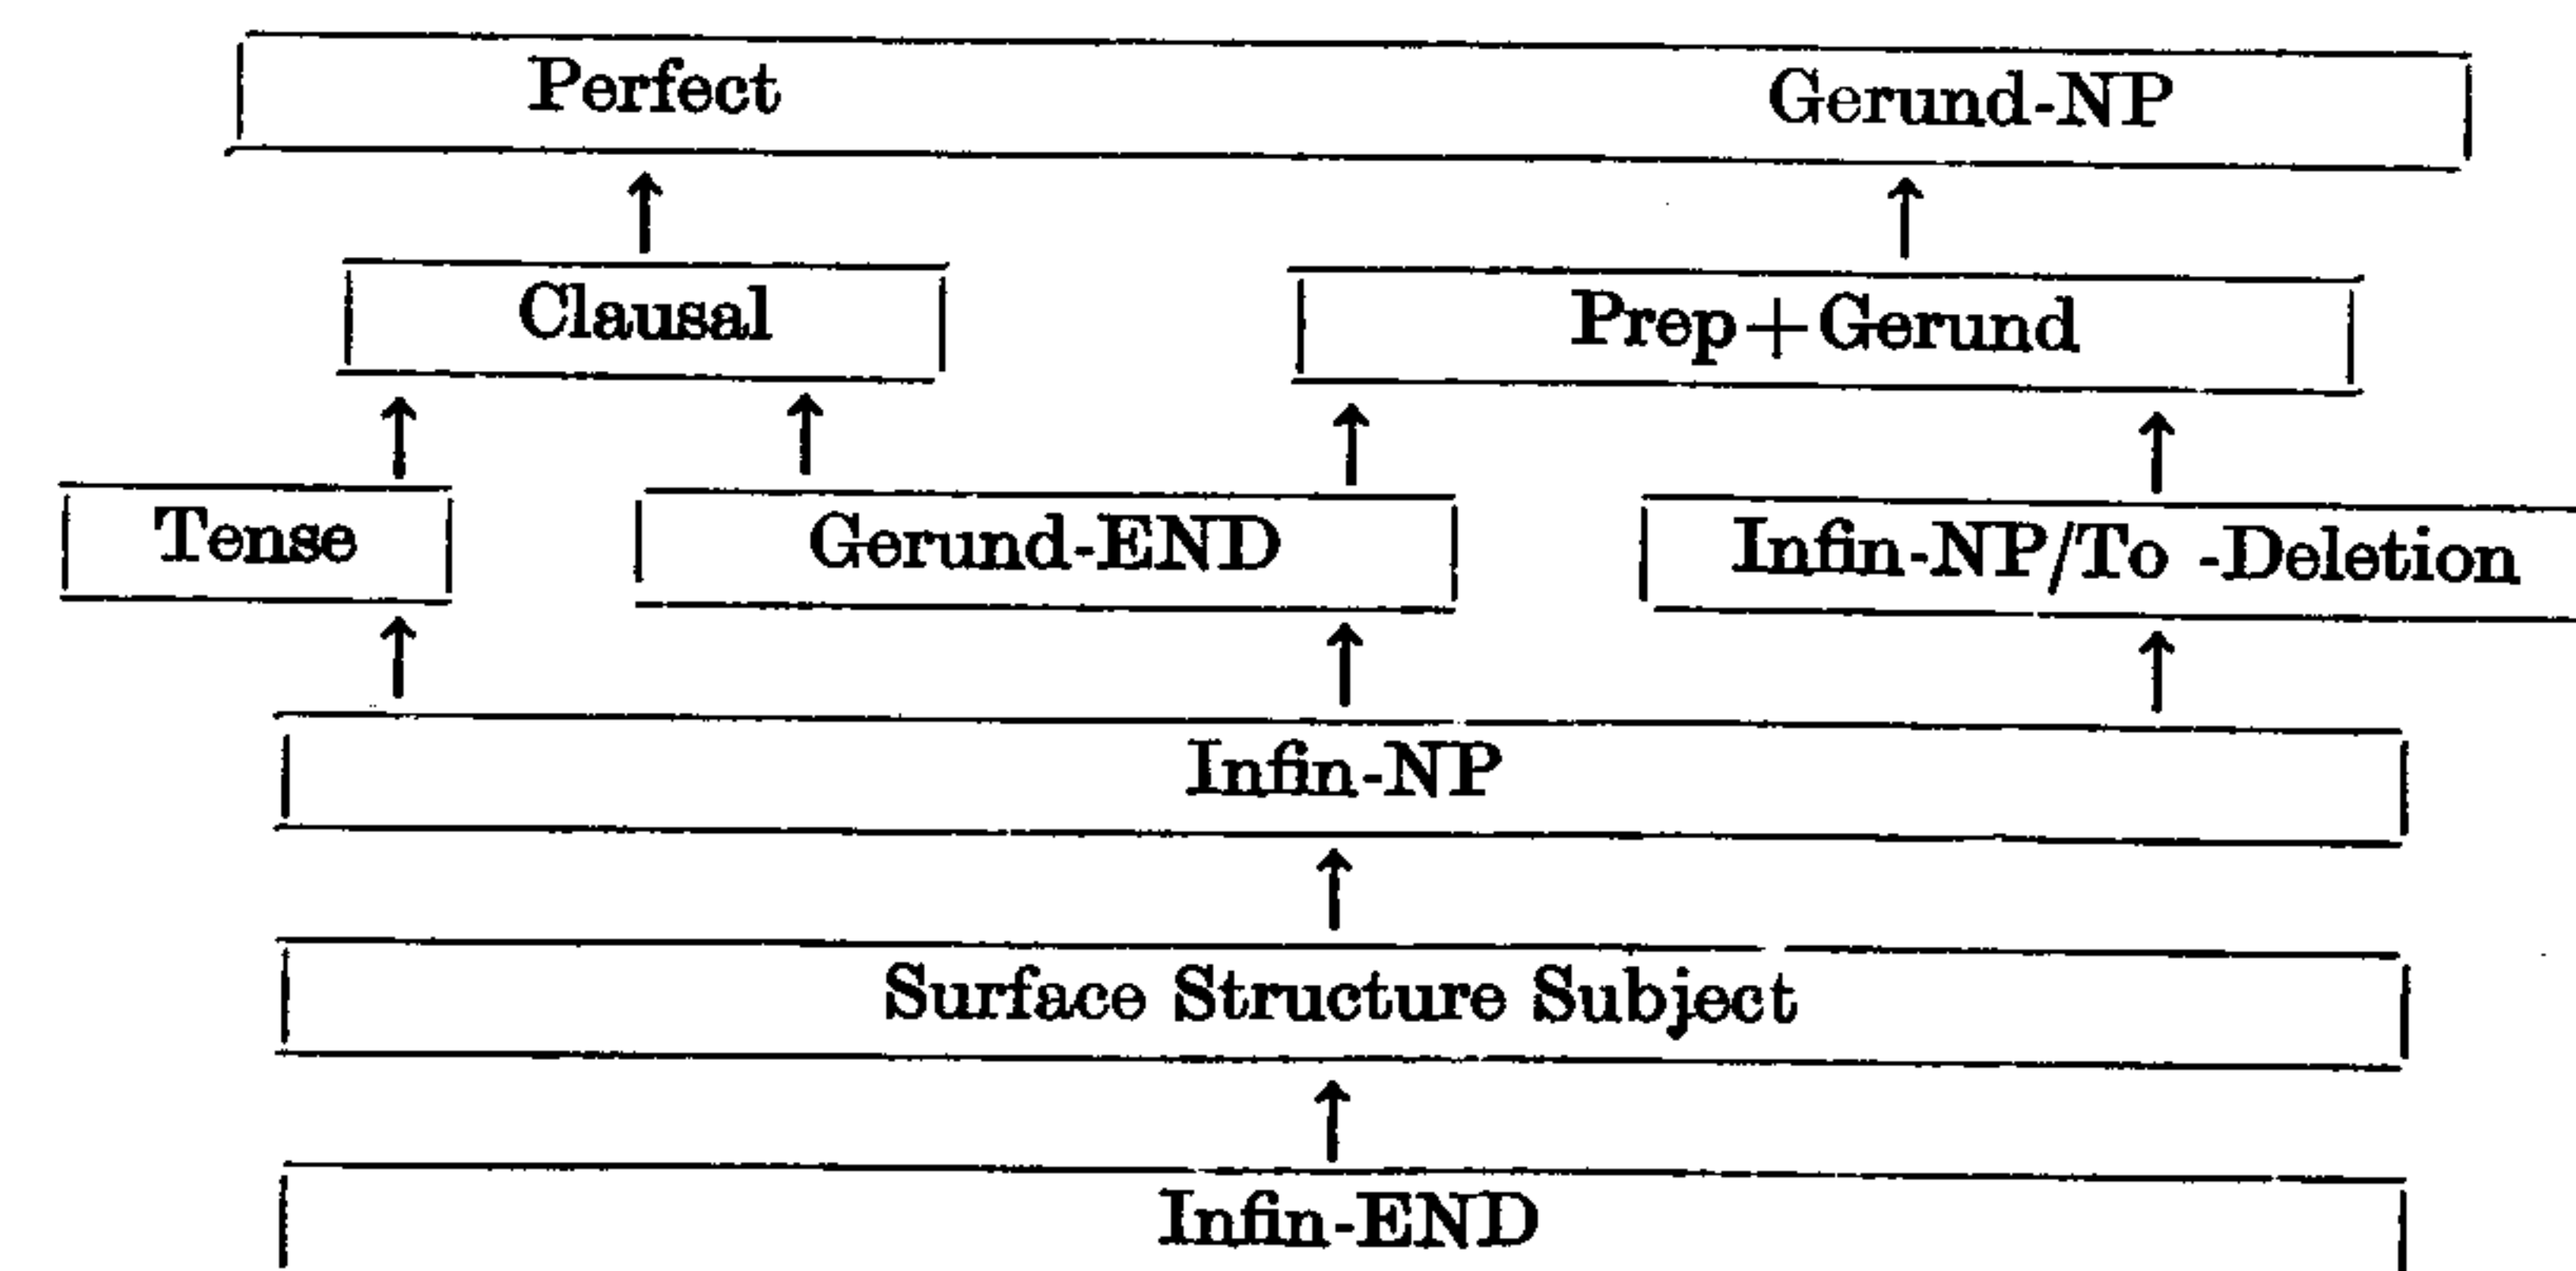 Perfect Gerund-NP
Clausal Prep+Gerund
Tense Gerund-END Infin-NP/To -Deletion
Infin-NP
Surface Structure Subject
Infin-END